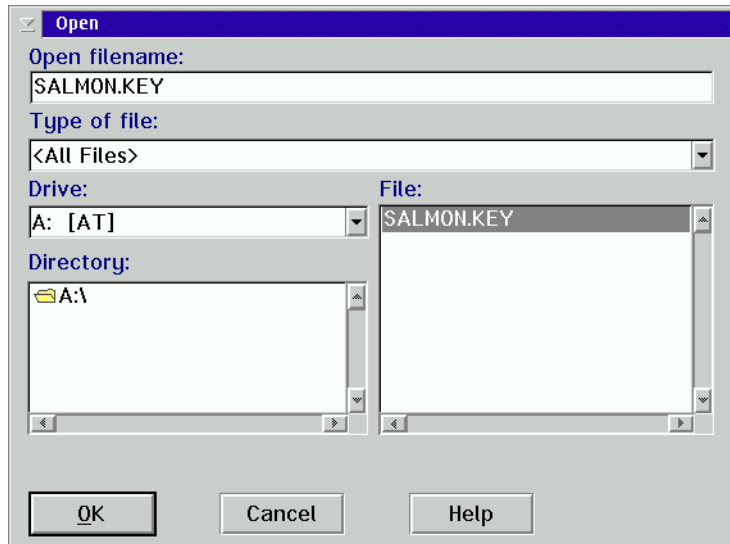 Open
Open filename:
SALMON.KEY
Type of file:
<All Files>
Drive:
A: [AT]
Directory:
A:\
File:
SALMON.KEY
OK
Cancel
Help